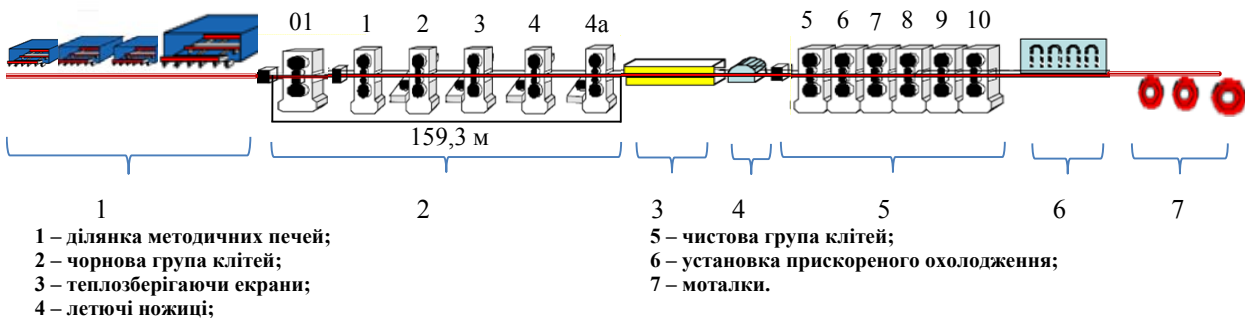 01 1 2 3 4 4а 5 6 7 8 9 10
159,3 м
1 2 3 4 5 6 7
1 – ділянка методичних печей;
2 – чорнова група клітей;
3 – теплозберігаючи екрани;
4 – летючі ножиці;
5 – чистова група клітей;
6 – установка прискореного охолодження;
7 – моталки.